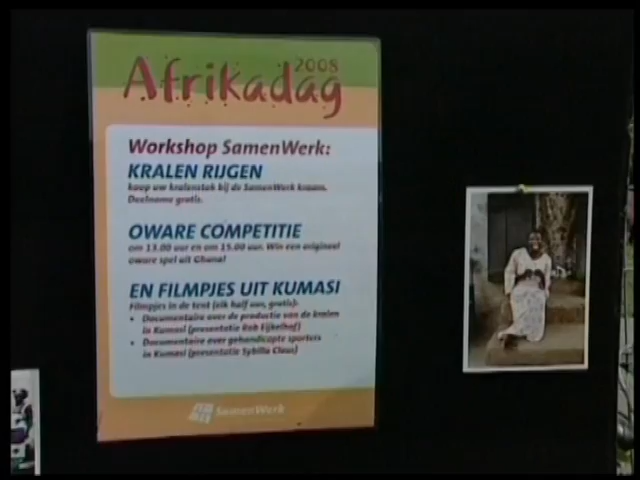 2008
Afrikadag
Workshop SamenWerk:
KRALEN RIJGEN
koop uw kralenstak bij de SamenWerk kraam.
Deelname gratis.
OWARE COMPETITIE
om 13.00 uur en om 15.00 uur. Win een origineel
oware spel uit Ghana!
EN FILMPJES UIT KUMASI
Filmpjes in de tent (elk half uur, gratis):
• Documentaire over de productie van de kralen
in Kumasi (presentatie Rob Eijkelhof)
• Documentaire over gehandicapte sporters
in Kumasi (presentatie Sybilla Claus)
SamenWerk